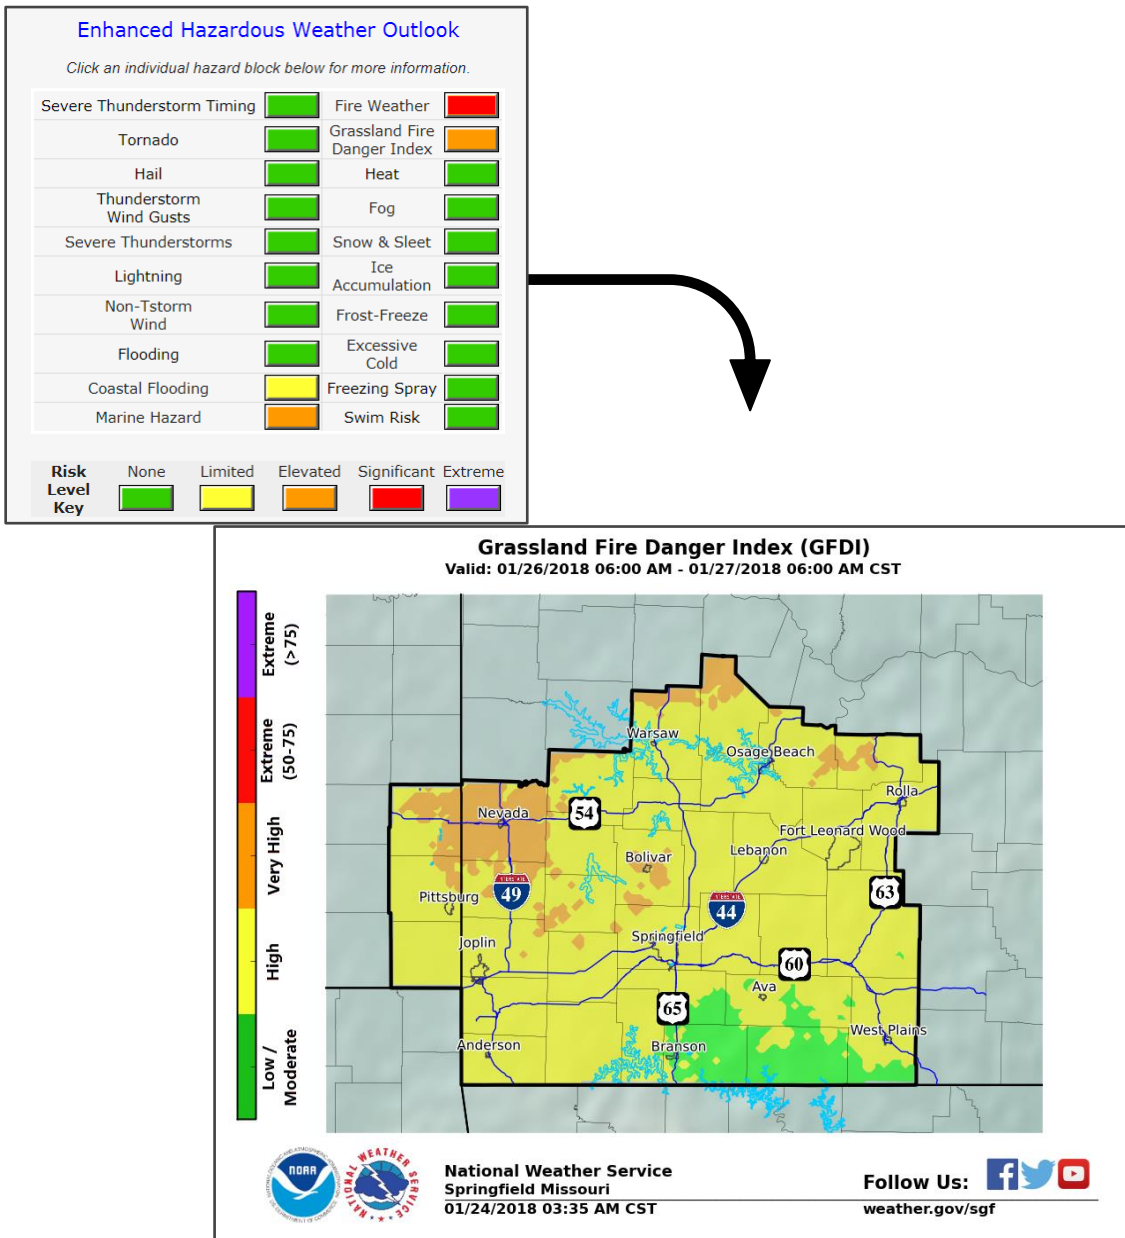 Enhanced Hazardous Weather Outlook
Click an individual hazard block below for more information.
Severe Thunderstorm Timing
Fire Weather
Tornado
Grassland Fire
Danger Index
Hail
Heat
Thunderstorm
Wind Gusts
Fog
Severe Thunderstorms
Snow & Sleet
Lightning
Ice
Accumulation
Non-Tstorm
Wind
Frost-Freeze
Flooding
Excessive
Cold
Coastal Flooding
Freezing Spray
Marine Hazard
Swim Risk
Risk
Level
Key
None
Limited
Elevated
Significant
Extreme
Grassland Fire Danger Index (GFDI)
Valid: 01/26/2018 06:00 AM - 01/27/2018 06:00 AM CST
Extreme
(>75)
Extreme
(50-75)
Very High
High
Low /
Moderate
Warsaw
Osage Beach
Rolla
Nevada
54
Fort Leonard Wood
Lebanon
Bolivar
Pittsburg
INTERSTATE
49
INTERSTATE
44
63
Joplin
Springfield
60
Ava
65
West Plains
Anderson
Branson
NOAA
NATIONAL WEATHER SERVICE
National Weather Service
Springfield Missouri
01/24/2018 03:35 AM CST
Follow Us:
weather.gov/sgf